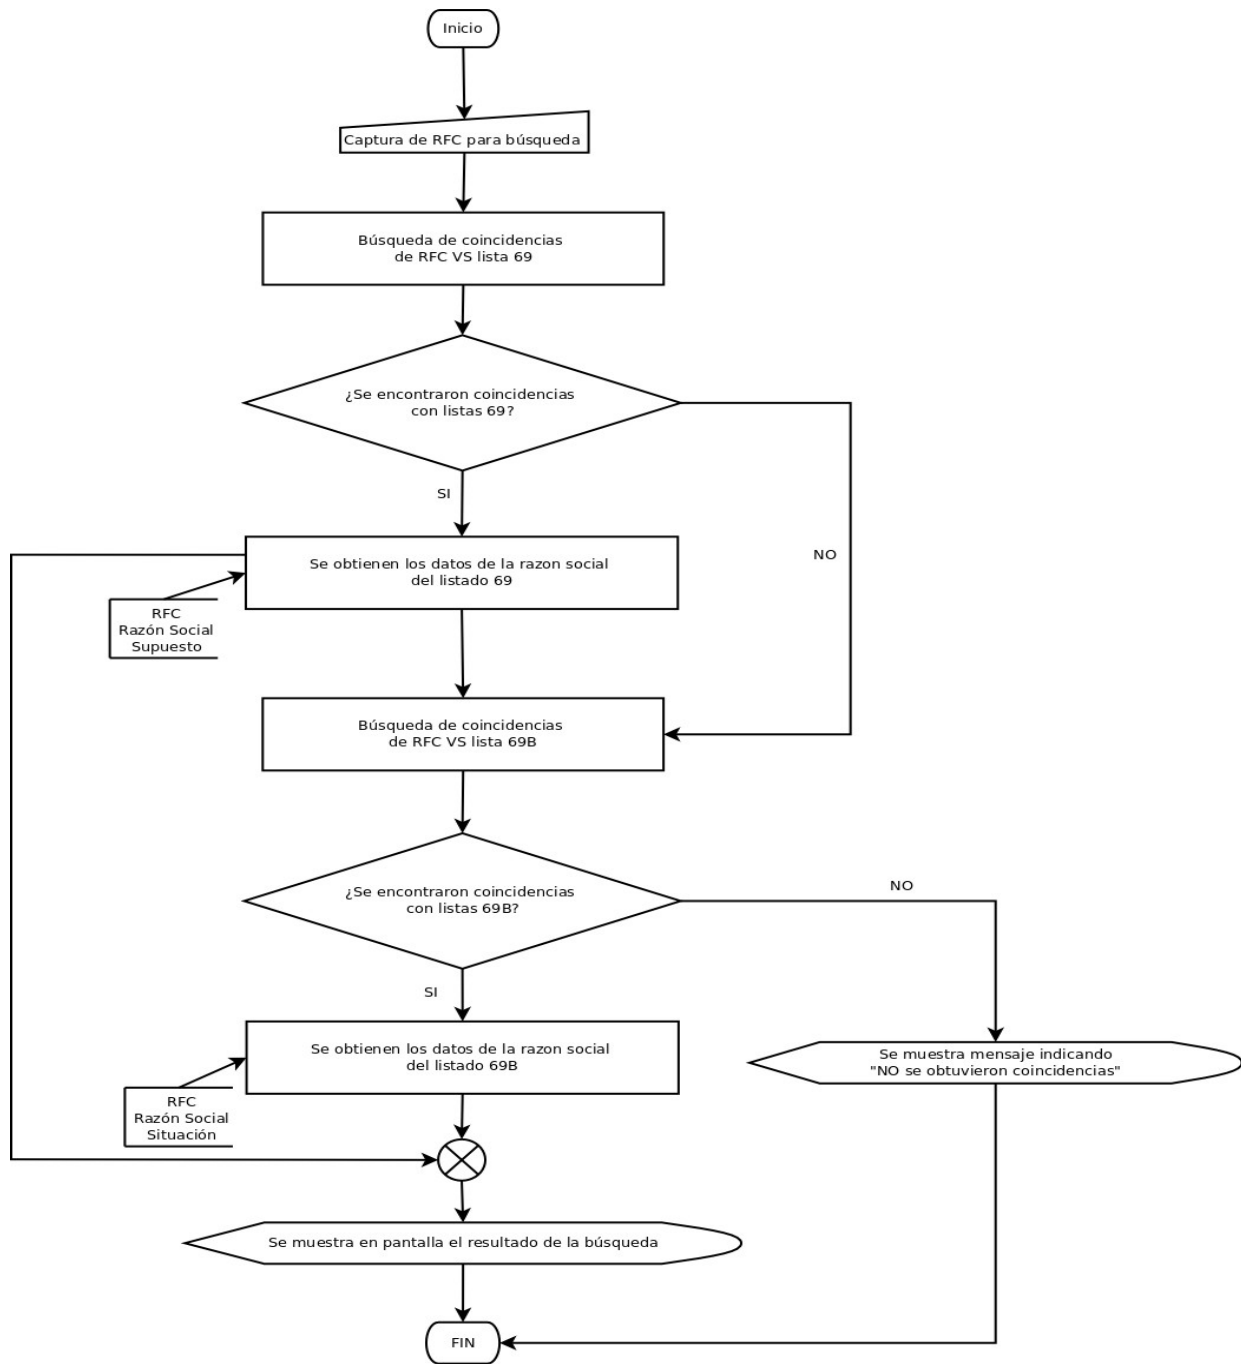 Inicio
Captura de RFC para búsqueda
Búsqueda de coincidencias
de RFC VS lista 69
¿Se encontraron coincidencias
con listas 69?
SI
NO
Se obtienen los datos de la razon social
del listado 69
RFC
Razón Social
Supuesto
Búsqueda de coincidencias
de RFC VS lista 69B
¿Se encontraron coincidencias
con listas 69B?
NO
SI
Se obtienen los datos de la razon social
del listado 69B
Se muestra mensaje indicando
"NO se obtuvieron coincidencias"
RFC
Razón Social
Situación
Se muestra en pantalla el resultado de la búsqueda
FIN